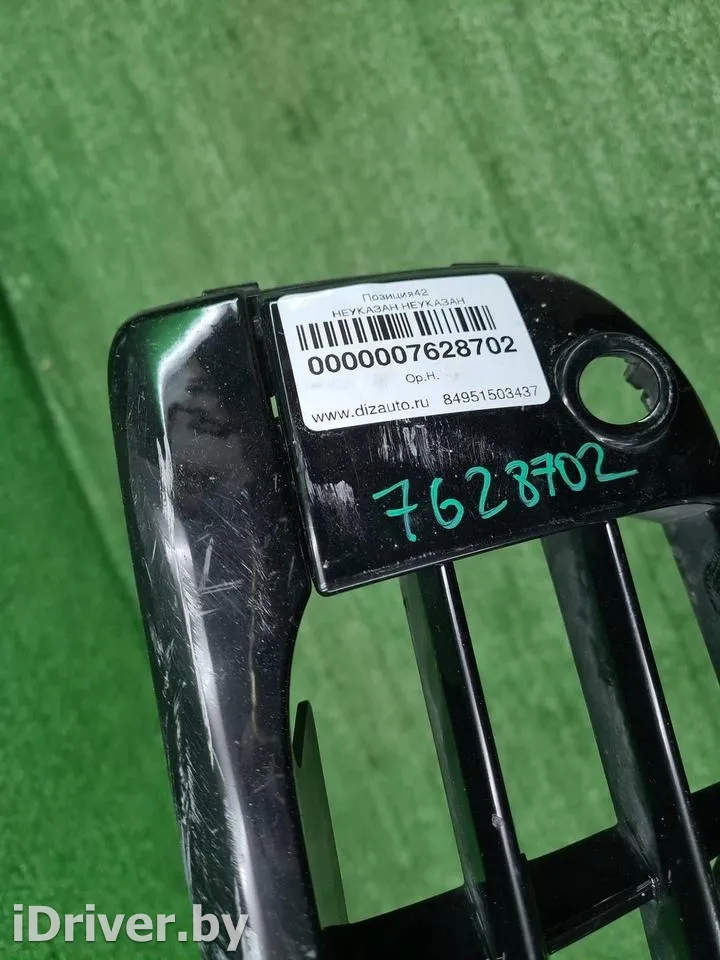 Позиция42
НЕУКАЗАН НЕУКАЗАН
0000007628702
Ор.Н.
www.dizauto.ru 84951503437
7628702
iDriver.by